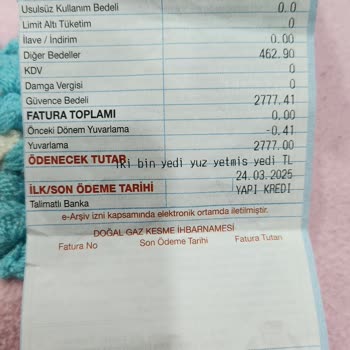 Usulsüz Kullanım Bedeli 0.0
Limit Altı Tüketim 0
İlave / İndirim 0.00
Diğer Bedeller 462.90
KDV 0
Damga Vergisi 0
Güvence Bedeli 2777.41
FATURA TOPLAMI 0.00
Önceki Dönem Yuvarlama -0.41
Yuvarlama 2777.00
ÖDENECEK TUTAR iki bin yedi yuz yetmis yedi TL
24.03.2025
İLK/SON ÖDEME TARİHİ YAPI KREDI
Talimatlı Banka
e-Arşiv izni kapsamında elektronik ortamda iletilmiştir.
DOĞAL GAZ KESME İHBARNAMESİ
Fatura No Son Ödeme Tarihi Fatura Tutarı